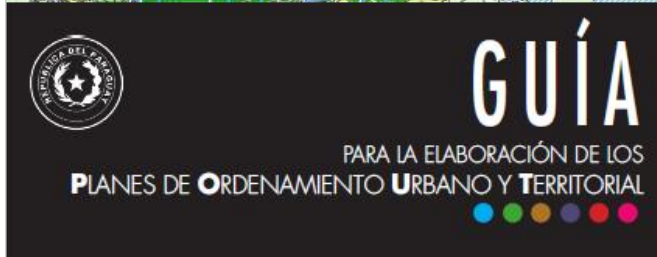 REPUBLICA DEL PARAGUAY
GUÍA
PARA LA ELABORACIÓN DE LOS
PLANES DE ORDENAMIENTO URBANO Y TERRITORIAL